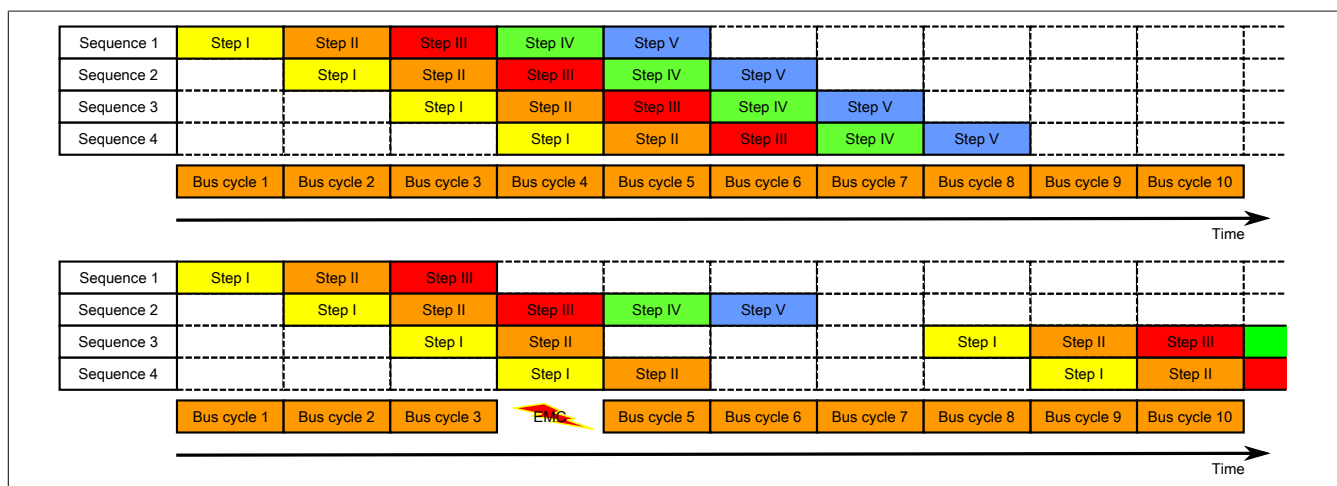 Sequence 1 Step I Step II Step III Step IV Step V
Sequence 2 Step I Step II Step III Step IV Step V
Sequence 3 Step I Step II Step III Step IV Step V
Sequence 4 Step I Step II Step III Step IV Step V
Bus cycle 1 Bus cycle 2 Bus cycle 3 Bus cycle 4 Bus cycle 5 Bus cycle 6 Bus cycle 7 Bus cycle 8 Bus cycle 9 Bus cycle 10
Time
Sequence 1 Step I Step II Step III
Sequence 2 Step I Step II Step III Step IV Step V
Sequence 3 Step I Step II Step I Step II Step III
Sequence 4 Step I Step II Step I Step II
Bus cycle 1 Bus cycle 2 Bus cycle 3 EMC Bus cycle 5 Bus cycle 6 Bus cycle 7 Bus cycle 8 Bus cycle 9 Bus cycle 10
Time